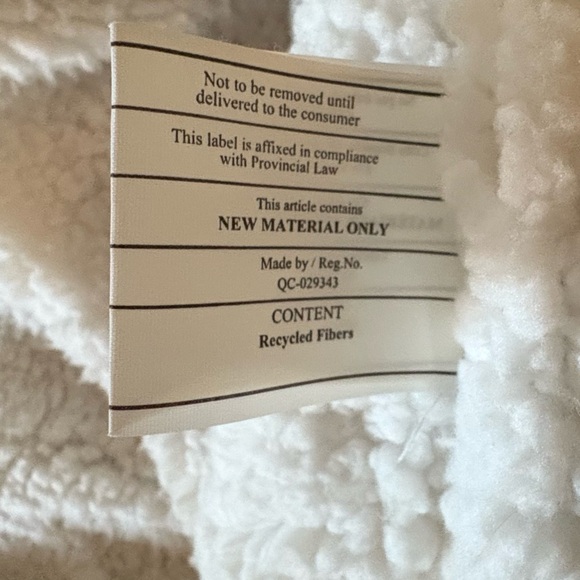 Not to be removed until
delivered to the consumer
This label is affixed in compliance
with Provincial Law
This article contains
NEW MATERIAL ONLY
Made by / Reg.No.
QC-029343
CONTENT
Recycled Fibers